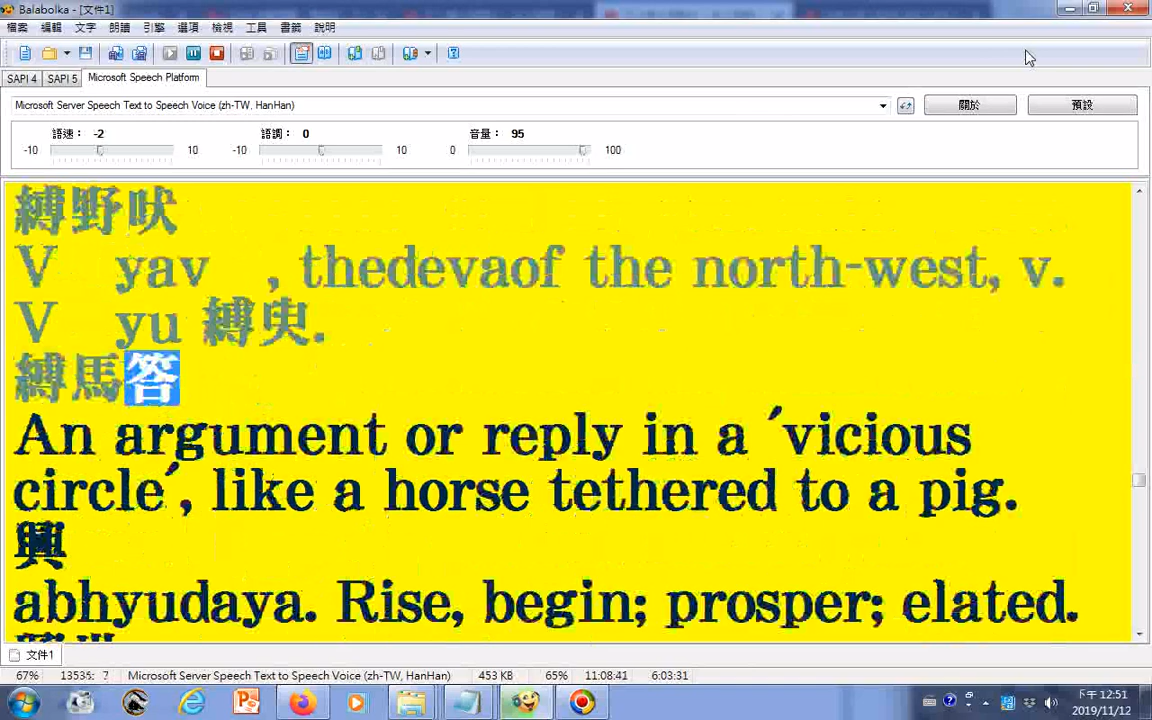 Balabolka - [文件1]
檔案 編輯 文字 朗讀 引擎 選項 檢視 工具 書籤 說明
SAPI 4 SAPI 5 Microsoft Speech Platform
Microsoft Server Speech Text to Speech Voice (zh-TW, HanHan) 關於 預設
語速： -2 語調： 0 音量： 95
-10 10 -10 10 0 100
縛野吠
V yav , thedevaof the north-west, v.
V yu 縛臾.
縛馬答
An argument or reply in a ′vicious
circle′, like a horse tethered to a pig.
興
abhyudaya. Rise, begin; prosper; elated.
文件1
67% 13535: 7 Microsoft Server Speech Text to Speech Voice (zh-TW, HanHan) 453 KB 65% 11:08:41 6:03:31
下午 12:51
2019/11/12